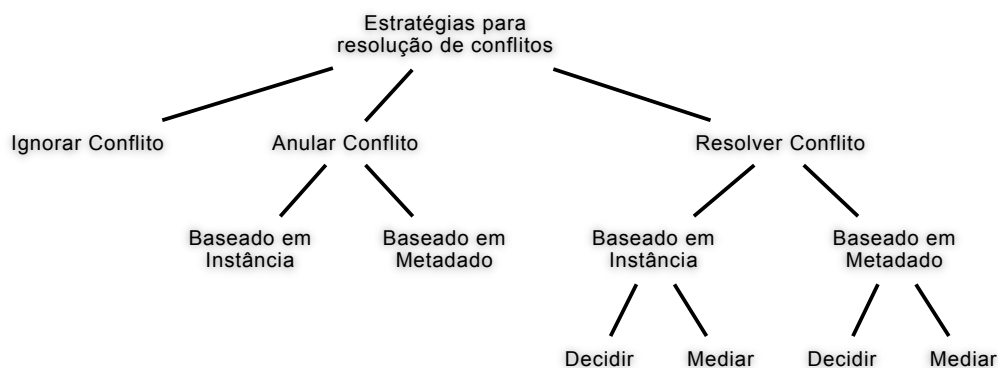 Estratégias para
resolução de conflitos
Ignorar Conflito
Anular Conflito
Resolver Conflito
Baseado em
Instância
Baseado em
Metadado
Baseado em
Instância
Baseado em
Metadado
Decidir
Mediar
Decidir
Mediar